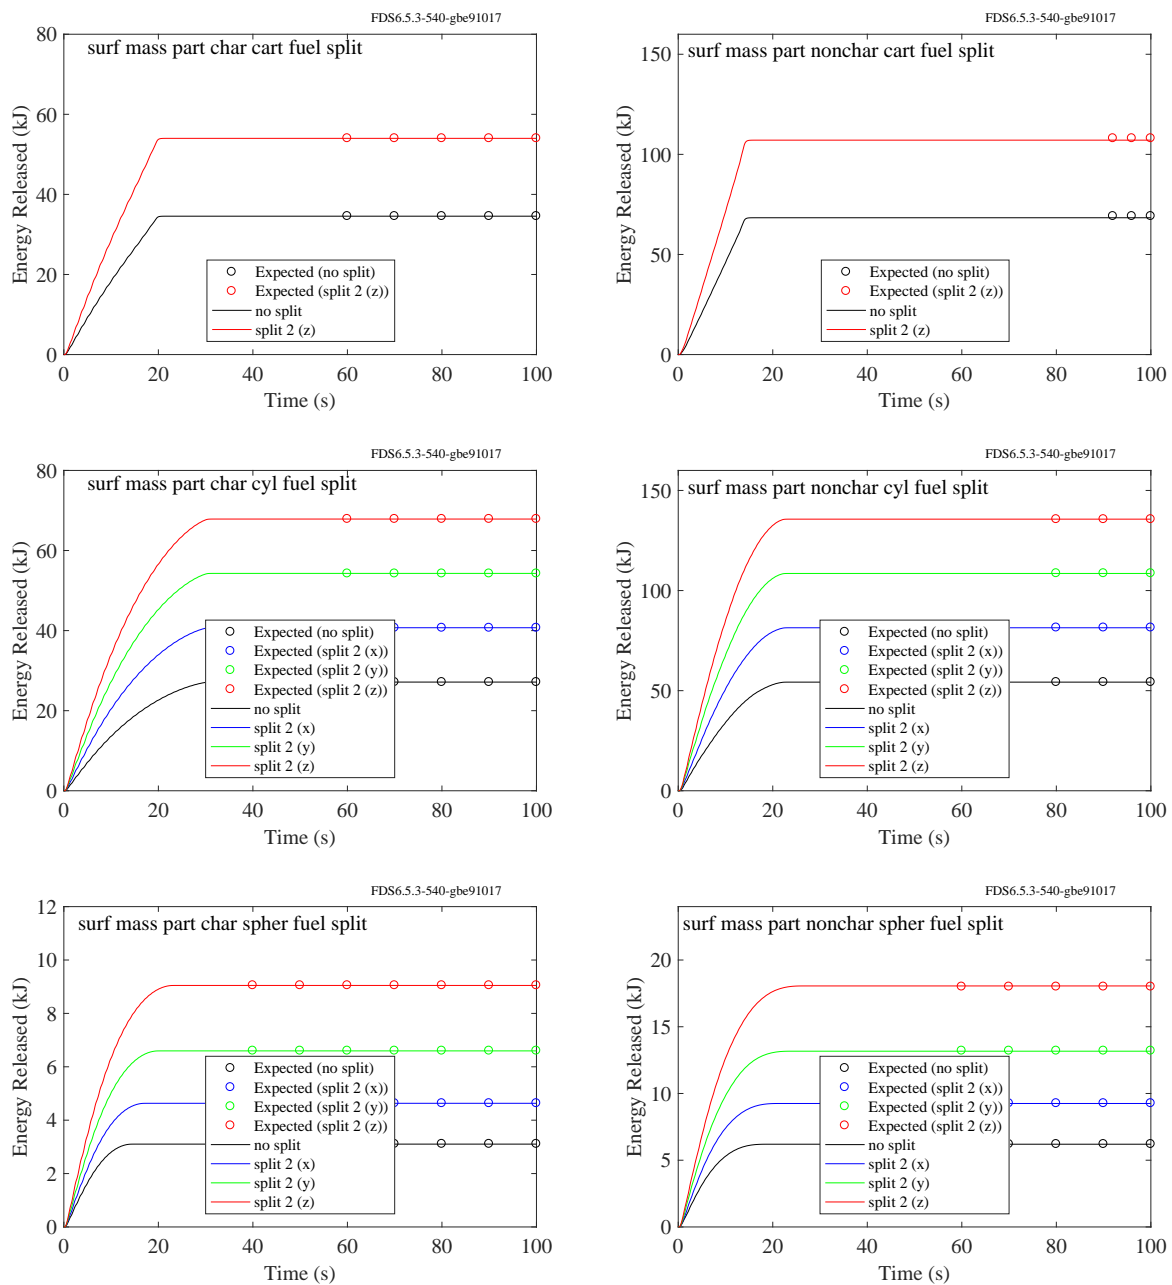 FDS6.5.3-540-gbe91017
surf mass part char cart fuel split
80
60
40
20
0
Energy Released (kJ)
Expected (no split)
Expected (split 2 (z))
no split
split 2 (z)
0 20 40 60 80 100
Time (s)
FDS6.5.3-540-gbe91017
surf mass part nonchar cart fuel split
150
100
50
0
Energy Released (kJ)
Expected (no split)
Expected (split 2 (z))
no split
split 2 (z)
0 20 40 60 80 100
Time (s)
FDS6.5.3-540-gbe91017
surf mass part char cyl fuel split
80
60
40
20
0
Energy Released (kJ)
Expected (no split)
Expected (split 2 (x))
Expected (split 2 (y))
Expected (split 2 (z))
no split
split 2 (x)
split 2 (y)
split 2 (z)
0 20 40 60 80 100
Time (s)
FDS6.5.3-540-gbe91017
surf mass part nonchar cyl fuel split
150
100
50
0
Energy Released (kJ)
Expected (no split)
Expected (split 2 (x))
Expected (split 2 (y))
Expected (split 2 (z))
no split
split 2 (x)
split 2 (y)
split 2 (z)
0 20 40 60 80 100
Time (s)
FDS6.5.3-540-gbe91017
surf mass part char spher fuel split
12
10
8
6
4
2
0
Energy Released (kJ)
Expected (no split)
Expected (split 2 (x))
Expected (split 2 (y))
Expected (split 2 (z))
no split
split 2 (x)
split 2 (y)
split 2 (z)
0 20 40 60 80 100
Time (s)
FDS6.5.3-540-gbe91017
surf mass part nonchar spher fuel split
20
15
10
5
0
Energy Released (kJ)
Expected (no split)
Expected (split 2 (x))
Expected (split 2 (y))
Expected (split 2 (z))
no split
split 2 (x)
split 2 (y)
split 2 (z)
0 20 40 60 80 100
Time (s)